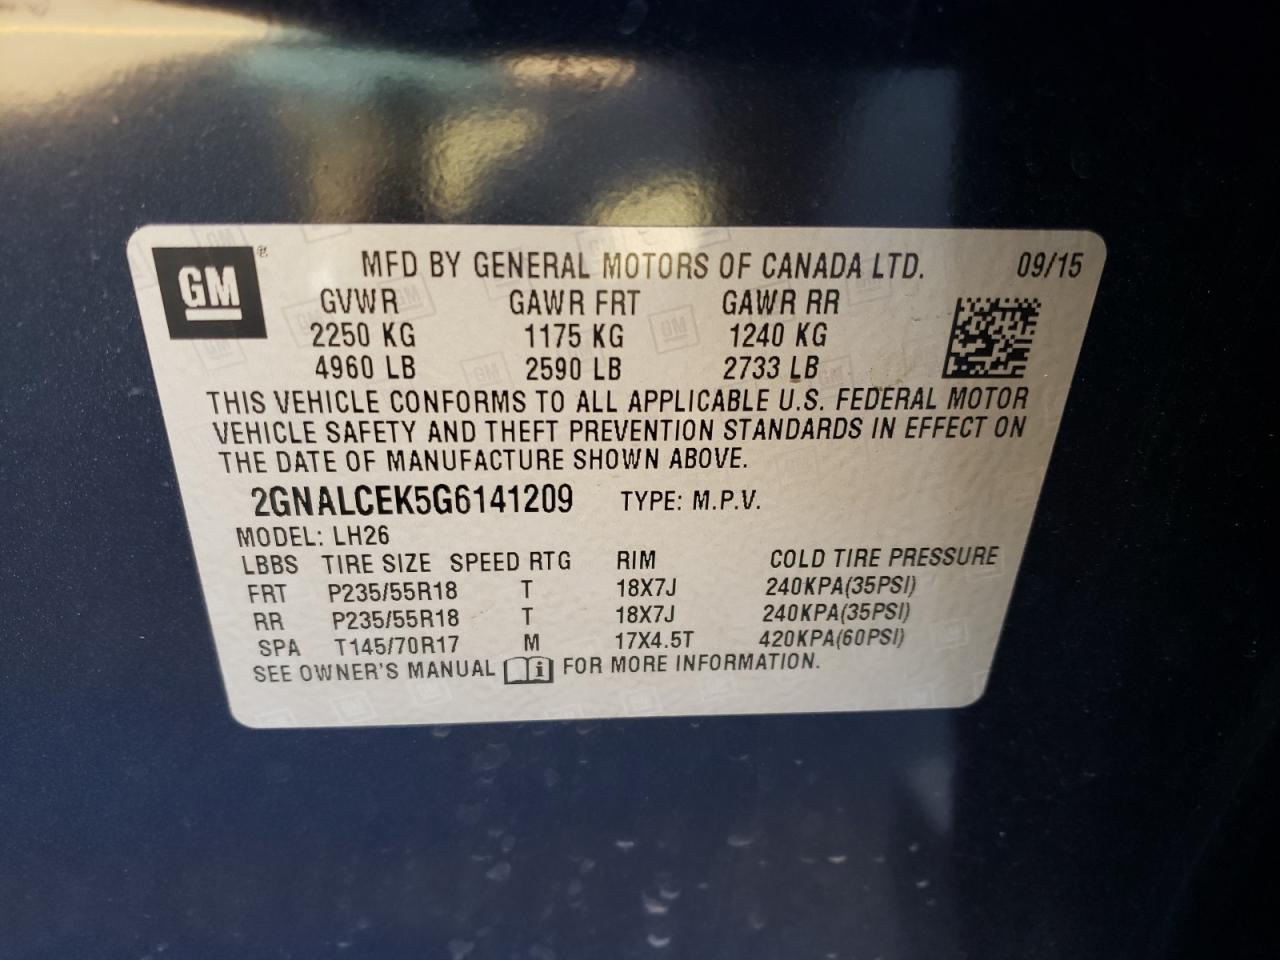 GM ® MFD BY GENERAL MOTORS OF CANADA LTD. 09/15
GVWR GAWR FRT GAWR RR
2250 KG 1175 KG 1240 KG
4960 LB 2590 LB 2733 LB
THIS VEHICLE CONFORMS TO ALL APPLICABLE U.S. FEDERAL MOTOR
VEHICLE SAFETY AND THEFT PREVENTION STANDARDS IN EFFECT ON
THE DATE OF MANUFACTURE SHOWN ABOVE.
2GNALCEK5G6141209 TYPE: M.P.V.
MODEL: LH26
LBBS TIRE SIZE SPEED RTG RIM COLD TIRE PRESSURE
FRT P235/55R18 T 18X7J 240KPA(35PSI)
RR P235/55R18 T 18X7J 240KPA(35PSI)
SPA T145/70R17 M 17X4.5T 420KPA(60PSI)
SEE OWNER'S MANUAL i FOR MORE INFORMATION.